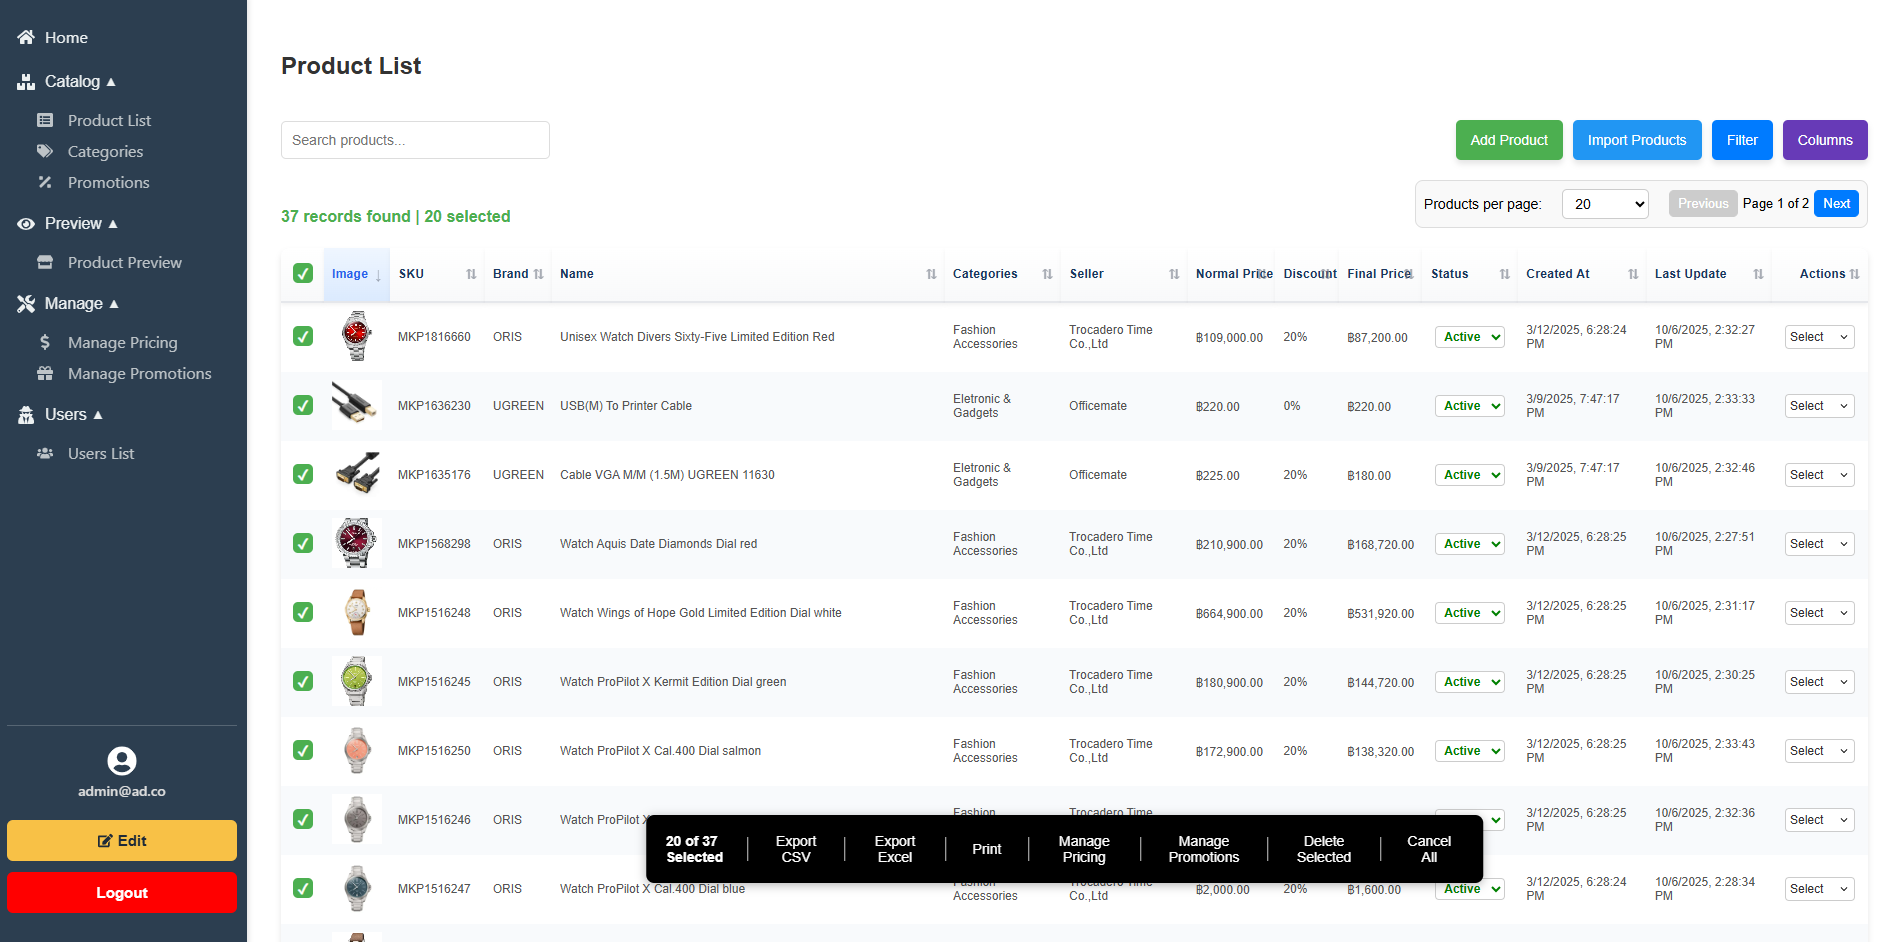 Home
Catalog ▲
Product List
Categories
Promotions
Preview ▲
Product Preview
Manage ▲
Manage Pricing
Manage Promotions
Users ▲
Users List
admin@ad.co
Edit
Logout
Product List
Search products...
Add Product
Import Products
Filter
Columns
37 records found | 20 selected
Products per page: 20 Previous Page 1 of 2 Next
Image ↓ SKU Brand Name Categories Seller Normal Price Discount Final Price Status Created At Last Update Actions
MKP1816660 ORIS Unisex Watch Divers Sixty-Five Limited Edition Red Fashion Accessories Trocadero Time Co.,Ltd ฿109,000.00 20% ฿87,200.00 Active 3/12/2025, 6:28:24 PM 10/6/2025, 2:32:27 PM Select
MKP1636230 UGREEN USB(M) To Printer Cable Eletronic & Gadgets Officemate ฿220.00 0% ฿220.00 Active 3/9/2025, 7:47:17 PM 10/6/2025, 2:33:33 PM Select
MKP1635176 UGREEN Cable VGA M/M (1.5M) UGREEN 11630 Eletronic & Gadgets Officemate ฿225.00 20% ฿180.00 Active 3/9/2025, 7:47:17 PM 10/6/2025, 2:32:46 PM Select
MKP1568298 ORIS Watch Aquis Date Diamonds Dial red Fashion Accessories Trocadero Time Co.,Ltd ฿210,900.00 20% ฿168,720.00 Active 3/12/2025, 6:28:25 PM 10/6/2025, 2:27:51 PM Select
MKP1516248 ORIS Watch Wings of Hope Gold Limited Edition Dial white Fashion Accessories Trocadero Time Co.,Ltd ฿664,900.00 20% ฿531,920.00 Active 3/12/2025, 6:28:25 PM 10/6/2025, 2:31:17 PM Select
MKP1516245 ORIS Watch ProPilot X Kermit Edition Dial green Fashion Accessories Trocadero Time Co.,Ltd ฿180,900.00 20% ฿144,720.00 Active 3/12/2025, 6:28:25 PM 10/6/2025, 2:30:25 PM Select
MKP1516250 ORIS Watch ProPilot X Cal.400 Dial salmon Fashion Accessories Trocadero Time Co.,Ltd ฿172,900.00 20% ฿138,320.00 Active 3/12/2025, 6:28:25 PM 10/6/2025, 2:33:43 PM Select
MKP1516246 ORIS Watch ProPilot X Fashion Trocadero Time 3/12/2025, 6:28:25 PM 10/6/2025, 2:32:36 PM Select
20 of 37 Selected
Export CSV
Export Excel
Print
Manage Pricing
Manage Promotions
Delete Selected
Cancel All
MKP1516247 ORIS Watch ProPilot X Cal.400 Dial blue Fashion Accessories Trocadero Time Co.,Ltd ฿2,000.00 20% ฿1,600.00 Active 3/12/2025, 6:28:24 PM 10/6/2025, 2:28:34 PM Select